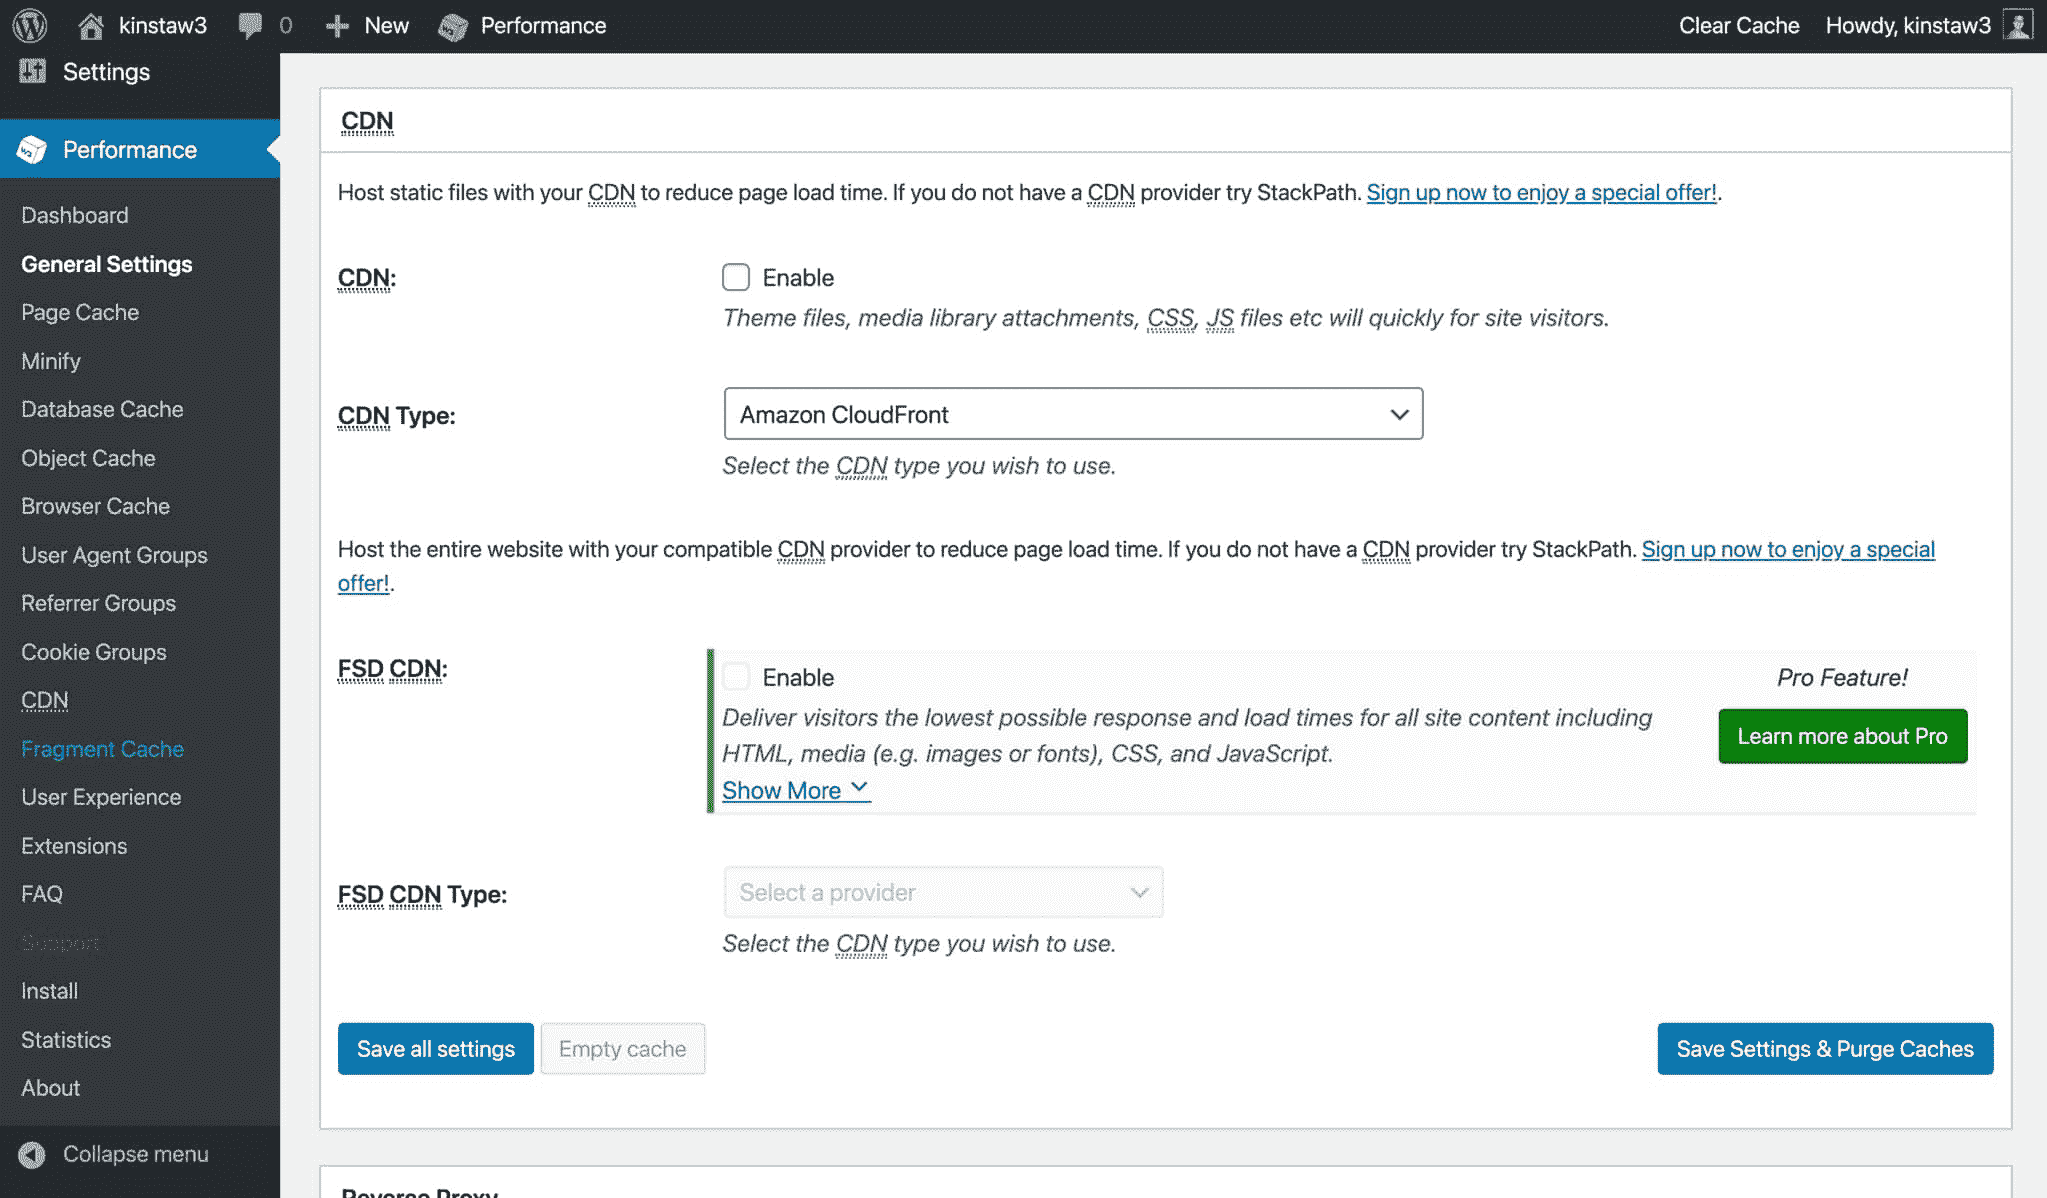 kinstaw3 0 New Performance Clear Cache Howdy, kinstaw3
Settings
Performance
Dashboard
General Settings
Page Cache
Minify
Database Cache
Object Cache
Browser Cache
User Agent Groups
Referrer Groups
Cookie Groups
CDN
Fragment Cache
User Experience
Extensions
FAQ
Support
Install
Statistics
About
Collapse menu
CDN
Host static files with your CDN to reduce page load time. If you do not have a CDN provider try StackPath. Sign up now to enjoy a special offer!.
CDN: Enable
Theme files, media library attachments, CSS, JS files etc will quickly for site visitors.
CDN Type: Amazon CloudFront
Select the CDN type you wish to use.
Host the entire website with your compatible CDN provider to reduce page load time. If you do not have a CDN provider try StackPath. Sign up now to enjoy a special
offer!.
FSD CDN: Enable Pro Feature!
Deliver visitors the lowest possible response and load times for all site content including
HTML, media (e.g. images or fonts), CSS, and JavaScript.
Learn more about Pro
Show More
FSD CDN Type: Select a provider
Select the CDN type you wish to use.
Save all settings Empty cache Save Settings & Purge Caches
Reverse Proxy